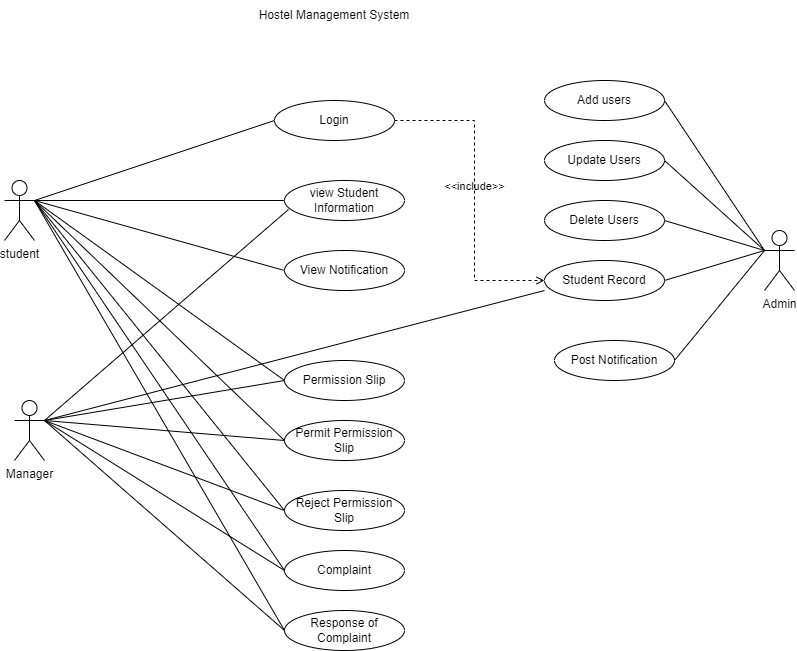 Hostel Management System
Add users
Login
Update Users
<<include>>
view Student
Information
Delete Users
student
View Notification
Student Record
Admin
Post Notification
Permission Slip
Permit Permission
Slip
Manager
Reject Permission
Slip
Complaint
Response of
Complaint